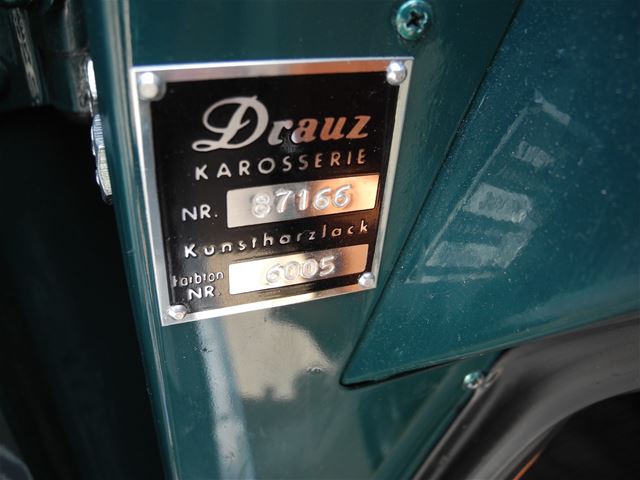 Drauz
KAROSSERIE
NR. 87166
Kunstharzlack
Farbton NR. 6005